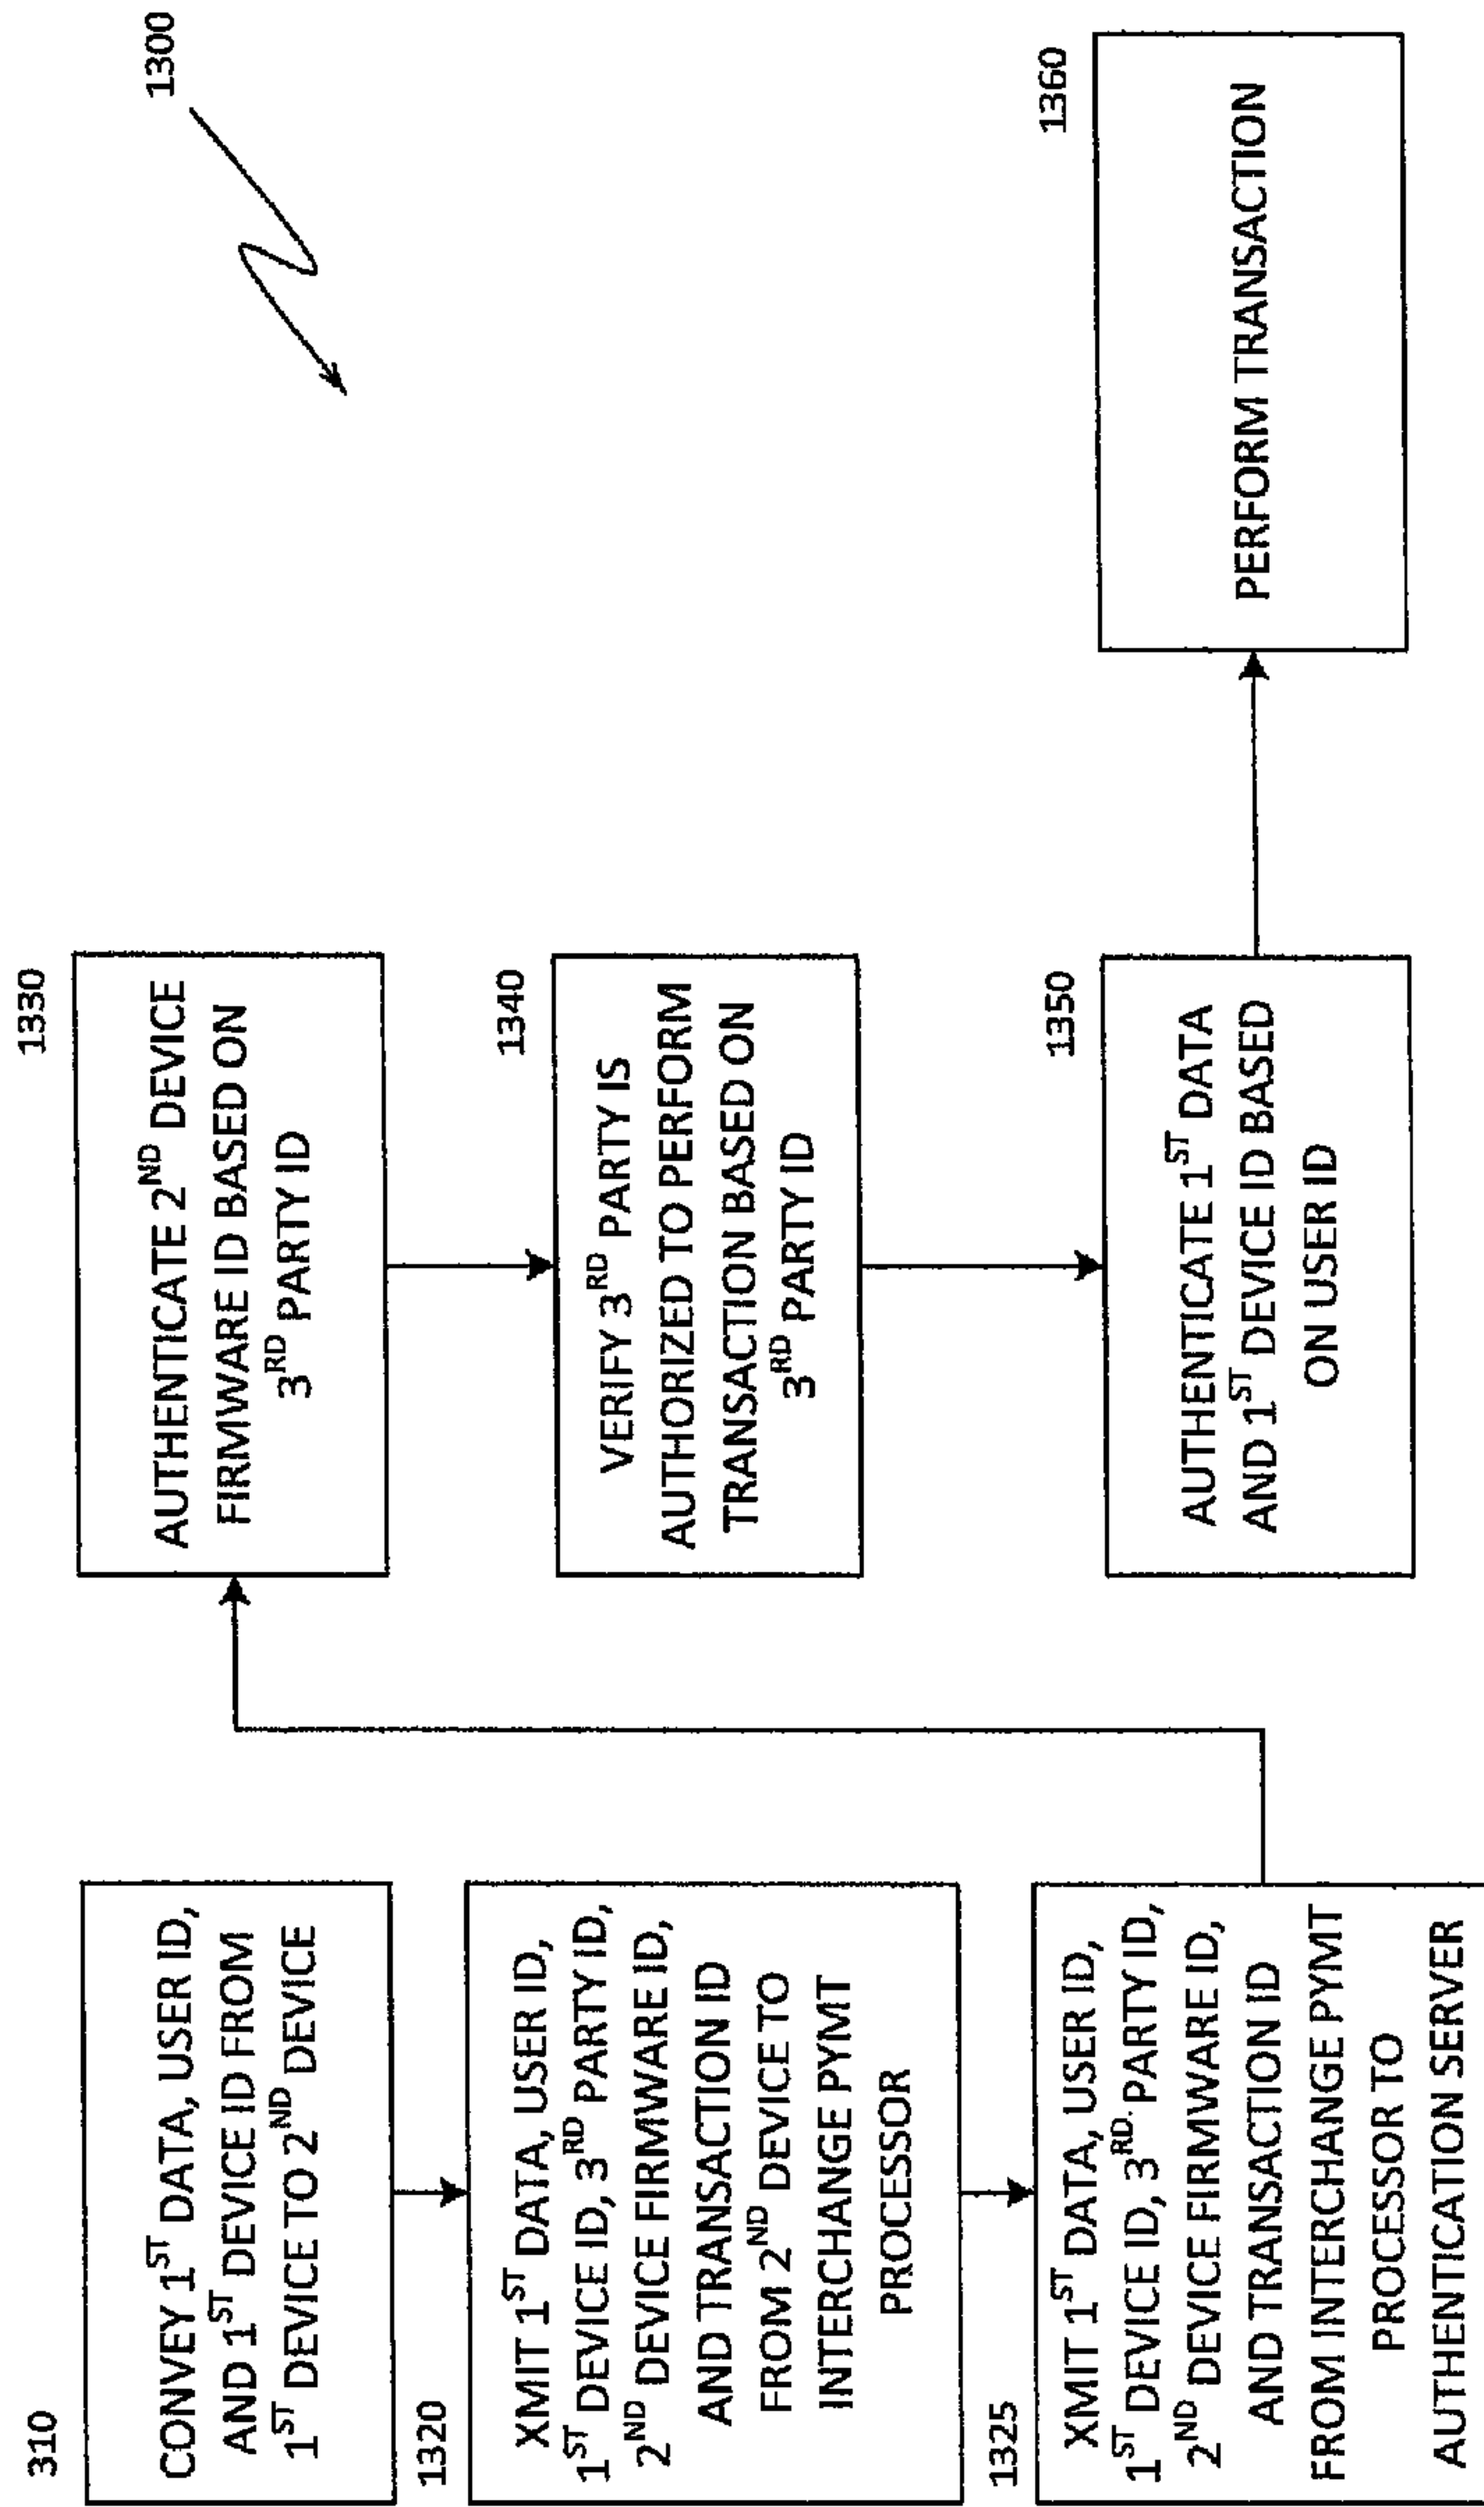 1300
310
CONVEY 1ST DATA, USER ID,
AND 1ST DEVICE ID FROM
1ST DEVICE TO 2ND DEVICE
1320
XMIT 1ST DATA, USER ID,
1ST DEVICE ID, 3RD PARTY ID,
2ND DEVICE FIRMWARE ID,
AND TRANSACTION ID
FROM 2ND DEVICE TO
INTERCHANGE PYMT
PROCESSOR
1325
XMIT 1ST DATA, USER ID,
1ST DEVICE ID, 3RD. PARTY ID,
2ND DEVICE FIRMWARE ID,
AND TRANSACTION ID
FROM INTERCHANGE PYMT
PROCESSOR TO
AUTHENTICATION SERVER
1330
AUTHENTICATE 2ND DEVICE
FIRMWARE ID BASED ON
3RD PARTY ID
1340
VERIFY 3RD PARTY IS
AUTHORIZED TO PERFORM
TRANSACTION BASED ON
3RD PARTY ID
1350
AUTHENTICATE 1ST DATA
AND 1ST DEVICE ID BASED
ON USER ID
1360
PERFORM TRANSACTION